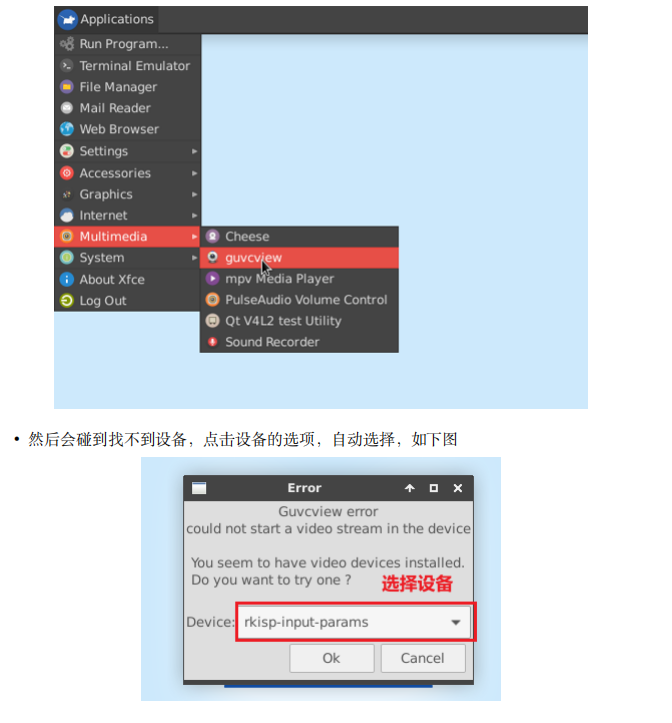 Applications
Run Program...
Terminal Emulator
File Manager
Mail Reader
Web Browser
Settings
Accessories
Graphics
Internet
Multimedia
System
About Xfce
Log Out
Cheese
guvcview
mpv Media Player
PulseAudio Volume Control
Qt V4L2 test Utility
Sound Recorder
• 然后会碰到找不到设备，点击设备的选项，自动选择，如下图
Error
Guvcview error
could not start a video stream in the device
You seem to have video devices installed.
Do you want to try one ?
选择设备
Device:
rkisp-input-params
Ok
Cancel